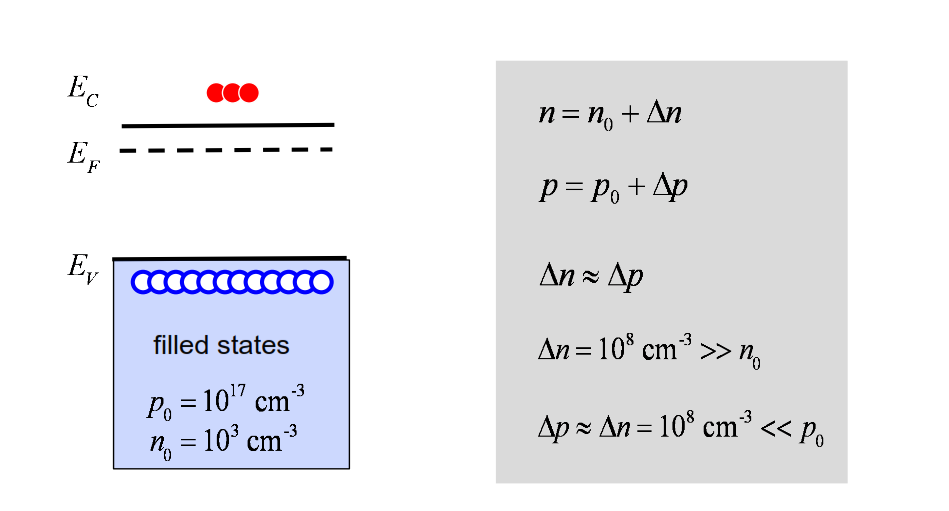 E_C
E_F
E_V
filled states
p_0 = 10^17 cm^-3
n_0 = 10^3 cm^-3
n = n_0 + Δn
p = p_0 + Δp
Δn ≈ Δp
Δn = 10^8 cm^-3 >> n_0
Δp ≈ Δn = 10^8 cm^-3 << p_0